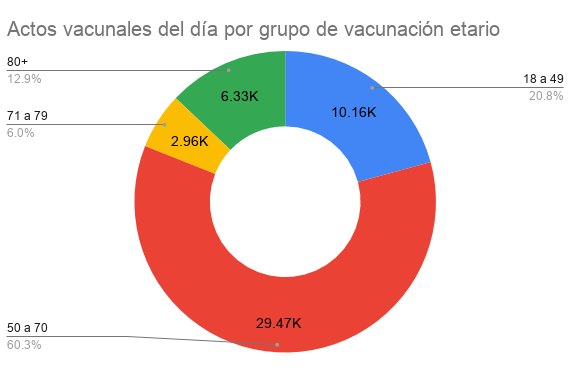 Actos vacunales del día por grupo de vacunación etario
80+
12.9%
6.33K
18 a 49
20.8%
10.16K
71 a 79
6.0%
2.96K
29.47K
50 a 70
60.3%